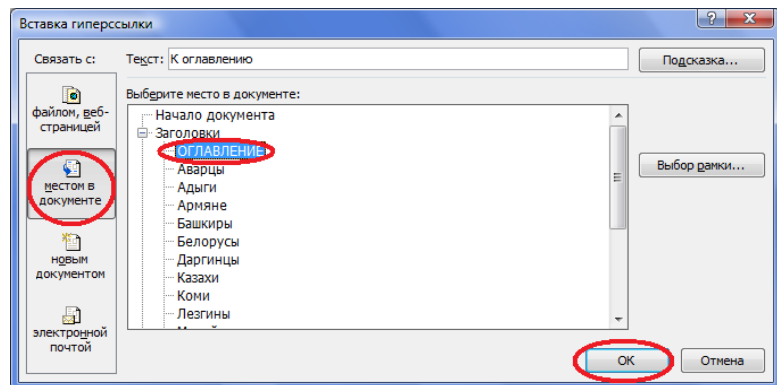 Вставка гиперссылки
Связать с:
Текст: К оглавлению
Подсказка...
файлом, веб-
страницей
местом в
документе
новым
документом
электронной
почтой
Выберите место в документе:
Начало документа
Заголовки
ОГЛАВЛЕНИЕ
Аварцы
Адыги
Армяне
Башкиры
Белорусы
Даргинцы
Казахи
Коми
Лезгины
Выбор рамки...
ОК
Отмена